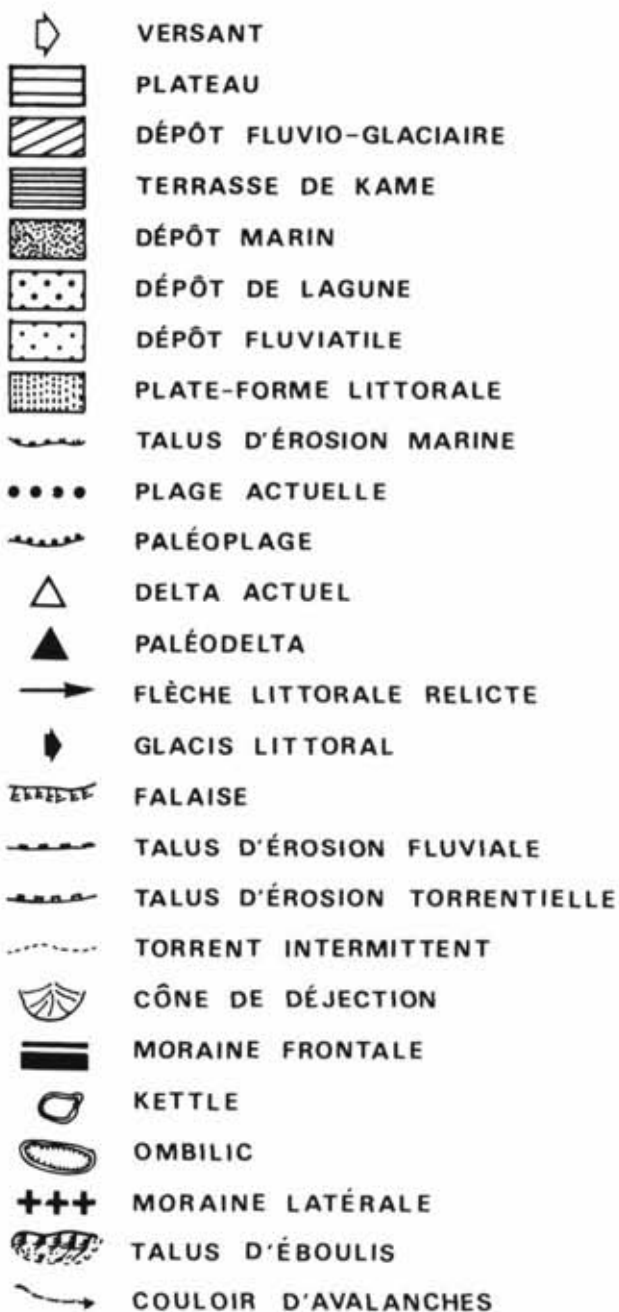 VERSANT
PLATEAU
DÉPÔT FLUVIO-GLACIAIRE
TERRASSE DE KAME
DÉPÔT MARIN
DÉPÔT DE LAGUNE
DÉPÔT FLUVIATILE
PLATE-FORME LITTORALE
TALUS D'ÉROSION MARINE
PLAGE ACTUELLE
PALÉOPLAGE
DELTA ACTUEL
PALÉODELTA
FLÈCHE LITTORALE RELICTE
GLACIS LITTORAL
FALAISE
TALUS D'ÉROSION FLUVIALE
TALUS D'ÉROSION TORRENTIELLE
TORRENT INTERMITTENT
CÔNE DE DÉJECTION
MORAINE FRONTALE
KETTLE
OMBILIC
MORAINE LATÉRALE
TALUS D'ÉBOULIS
COULOIR D'AVALANCHES